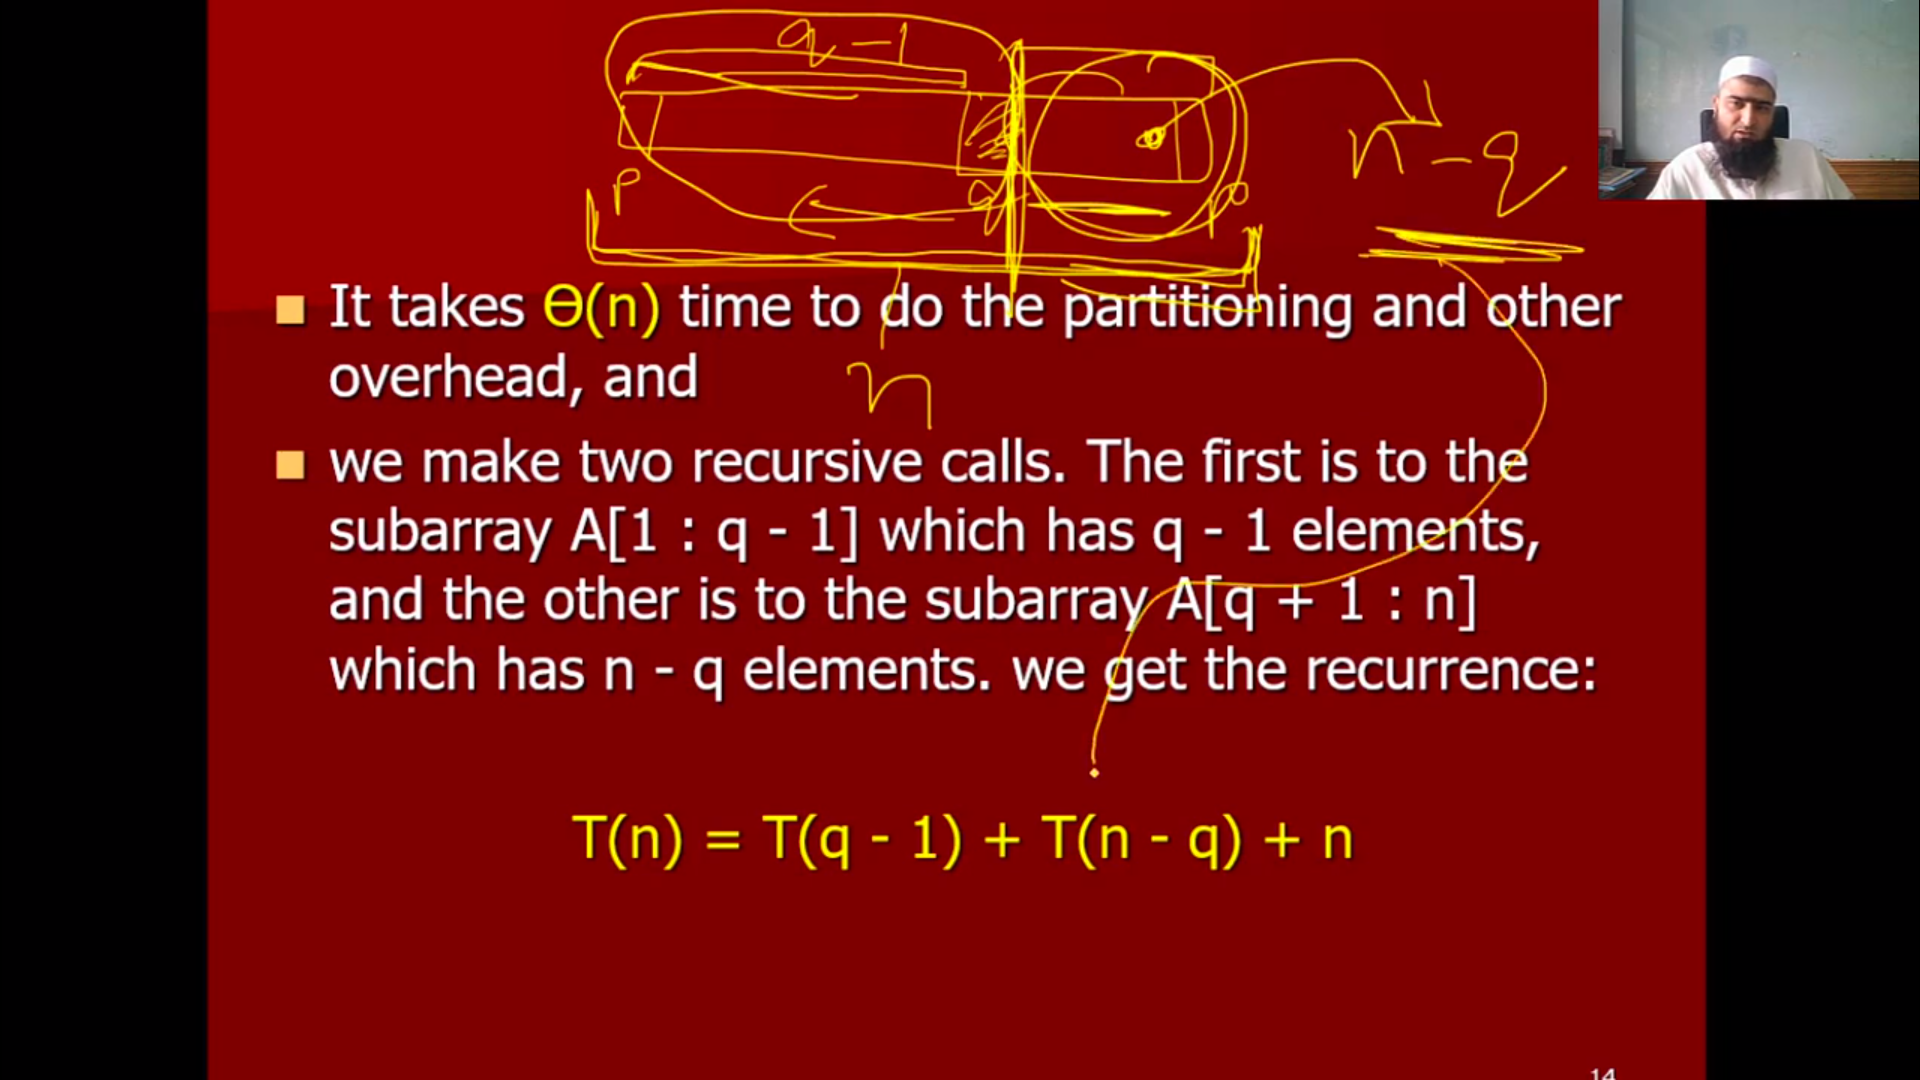 q-1
n-q
p
q
r
■ It takes Ө(n) time to do the partitioning and other
overhead, and
n
■ we make two recursive calls. The first is to the
subarray A[1 : q - 1] which has q - 1 elements,
and the other is to the subarray A[q + 1 : n]
which has n - q elements. we get the recurrence:
T(n) = T(q - 1) + T(n - q) + n
14